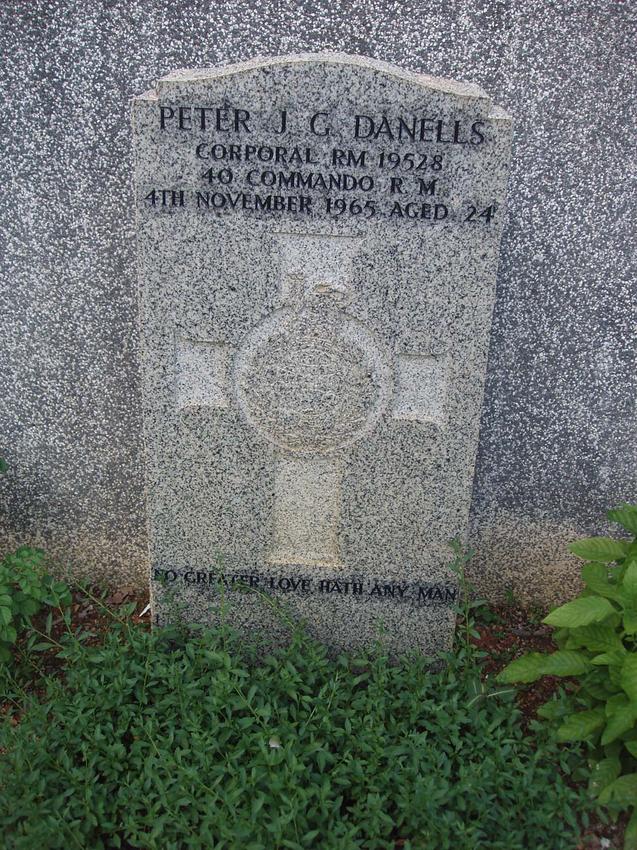 PETER J G DANELLS
CORPORAL RM 19528
40 COMMANDO R M
4TH NOVEMBER 1965 AGED 24
NO GREATER LOVE HATH ANY MAN